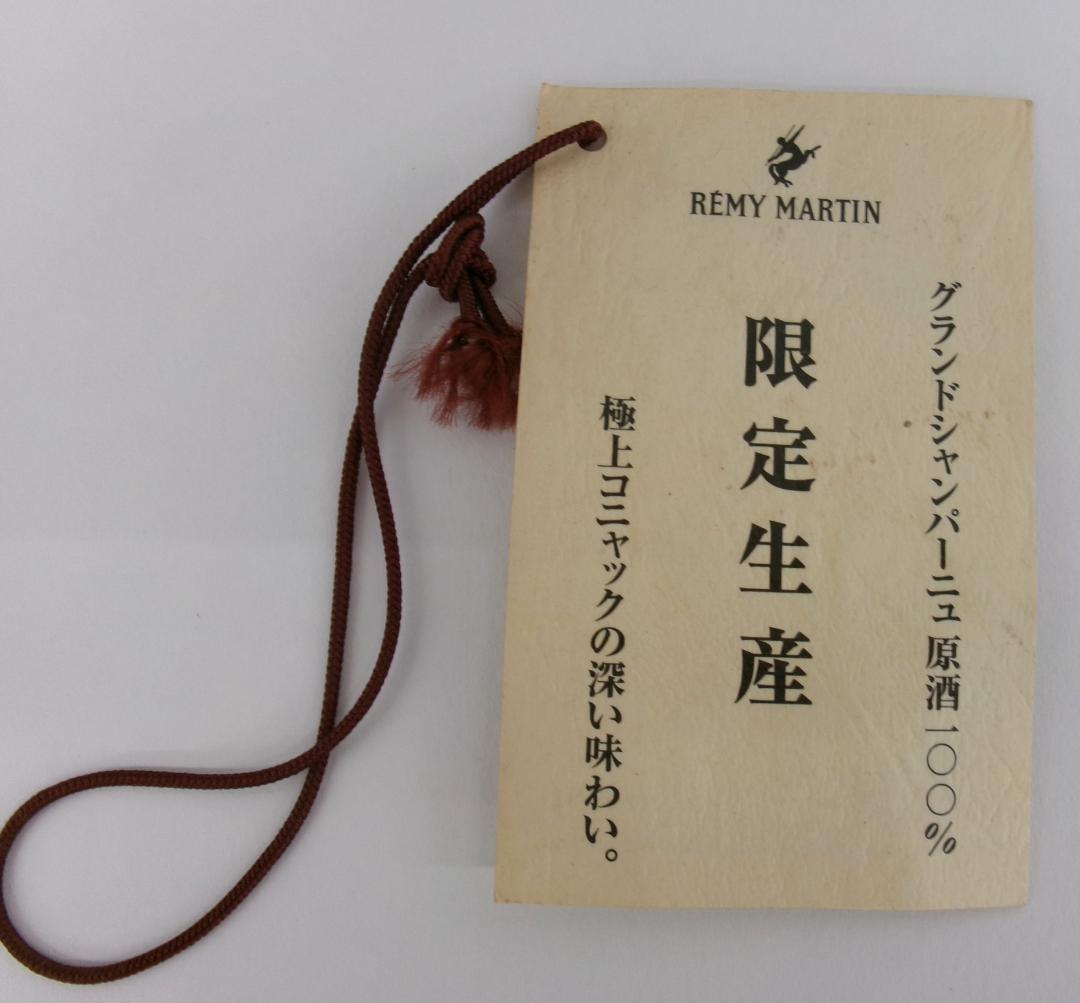 RÉMY MARTIN
グランドシャンパーニュ原酒一〇〇%
限定生産
極上コニャックの深い味わい。